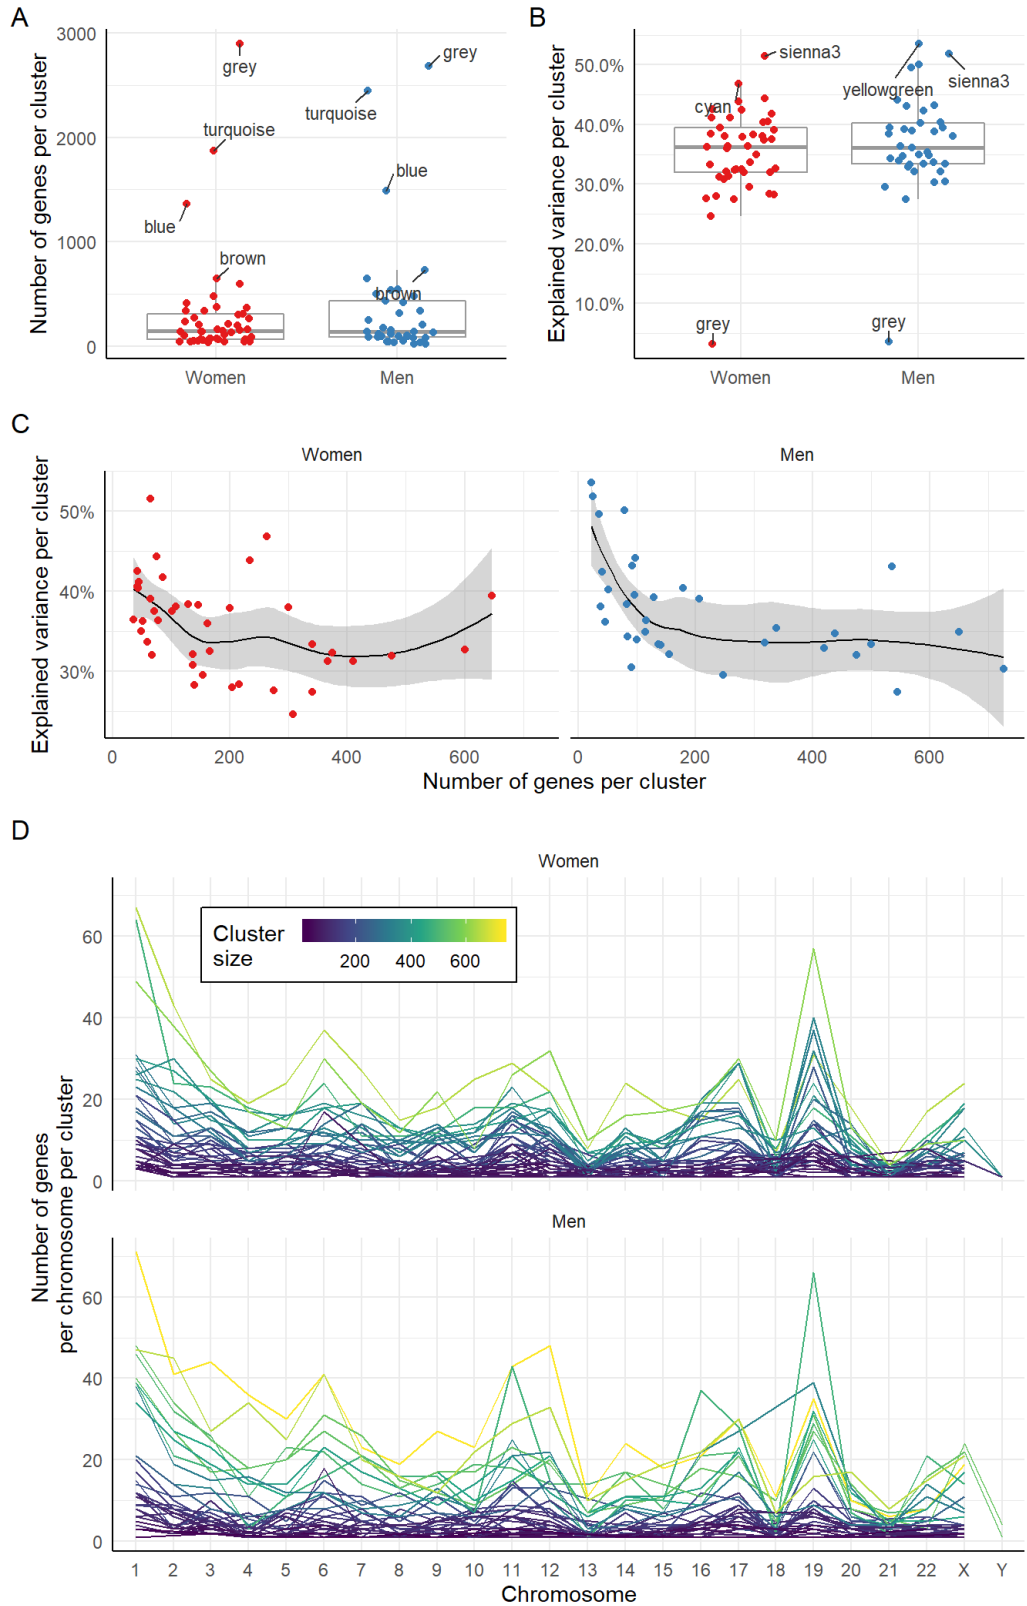 A
B
Number of genes per cluster
3000
2000
1000
0
grey
turquoise
blue
brown
grey
turquoise
blue
brown
Women
Men
Explained variance per cluster
50.0%
40.0%
30.0%
20.0%
10.0%
sienna3
cyan
grey
yellowgreen
sienna3
grey
Women
Men
C
Women
Men
Explained variance per cluster
50%
40%
30%
0
200
400
600
0
200
400
600
Number of genes per cluster
D
Women
Cluster
size
200
400
600
60
40
20
0
Number of genes
per chromosome per cluster
Men
60
40
20
0
1 2 3 4 5 6 7 8 9 10 11 12 13 14 15 16 17 18 19 20 21 22 X Y
Chromosome